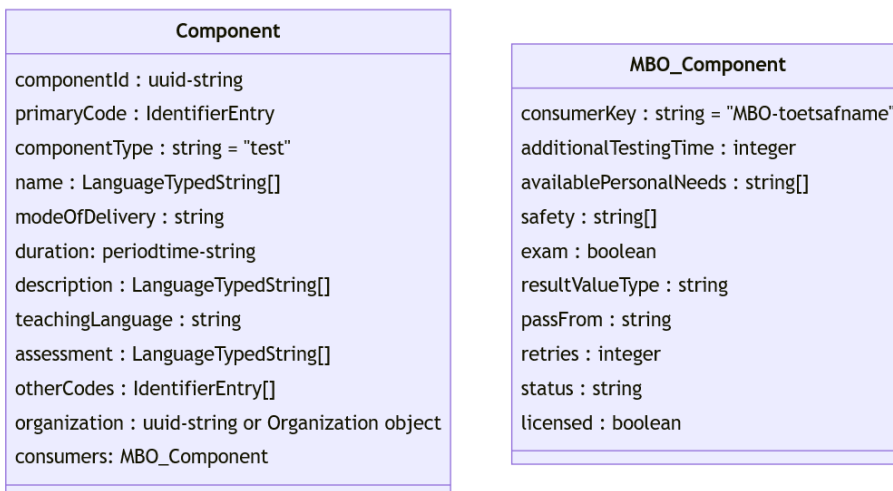 Component
componentId : uuid-string
primaryCode : IdentifierEntry
componentType : string = "test"
name : LanguageTypedString[]
modeOfDelivery : string
duration: periodtime-string
description : LanguageTypedString[]
teachingLanguage : string
assessment : LanguageTypedString[]
otherCodes : IdentifierEntry[]
organization : uuid-string or Organization object
consumers: MBO_Component
MBO_Component
consumerKey : string = "MBO-toetsafname"
additionalTestingTime : integer
availablePersonalNeeds : string[]
safety : string[]
exam : boolean
resultValueType : string
passFrom : string
retries : integer
status : string
licensed : boolean